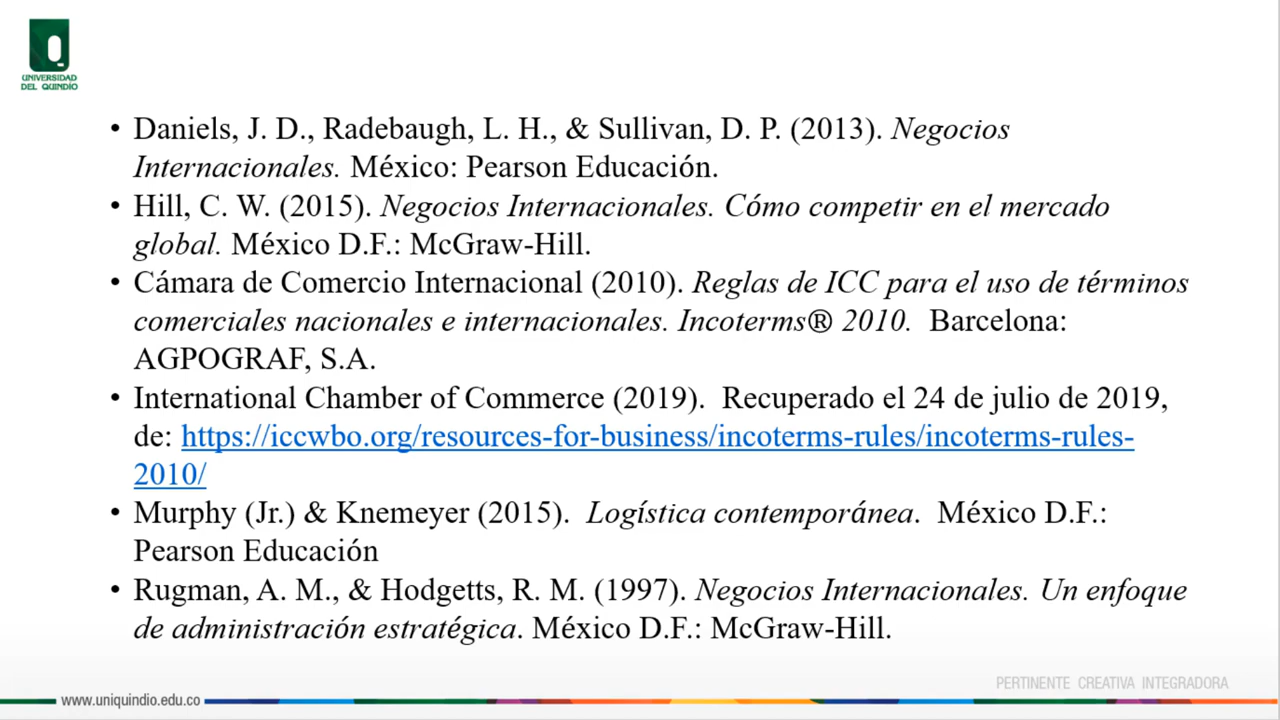 UNIVERSIDAD
DEL QUINDÍO
• Daniels, J. D., Radebaugh, L. H., & Sullivan, D. P. (2013). Negocios
Internacionales. México: Pearson Educación.
• Hill, C. W. (2015). Negocios Internacionales. Cómo competir en el mercado
global. México D.F.: McGraw-Hill.
• Cámara de Comercio Internacional (2010). Reglas de ICC para el uso de términos
comerciales nacionales e internacionales. Incoterms® 2010.  Barcelona:
AGPOGRAF, S.A.
• International Chamber of Commerce (2019).  Recuperado el 24 de julio de 2019,
de: https://iccwbo.org/resources-for-business/incoterms-rules/incoterms-rules-
2010/
• Murphy (Jr.) & Knemeyer (2015).  Logística contemporánea.  México D.F.:
Pearson Educación
• Rugman, A. M., & Hodgetts, R. M. (1997). Negocios Internacionales. Un enfoque
de administración estratégica. México D.F.: McGraw-Hill.
PERTINENTE CREATIVA INTEGRADORA
www.uniquindio.edu.co